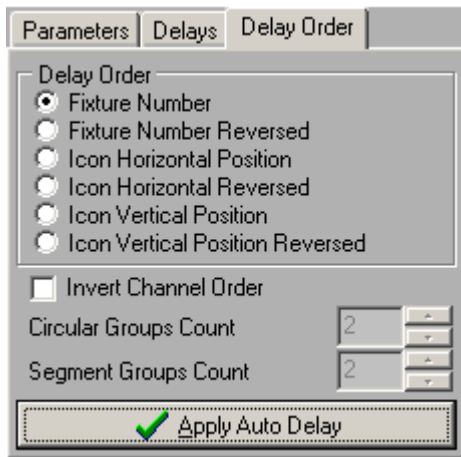 Parameters Delays Delay Order
Delay Order
Fixture Number
Fixture Number Reversed
Icon Horizontal Position
Icon Horizontal Reversed
Icon Vertical Position
Icon Vertical Position Reversed
Invert Channel Order
Circular Groups Count 2
Segment Groups Count 2
Apply Auto Delay